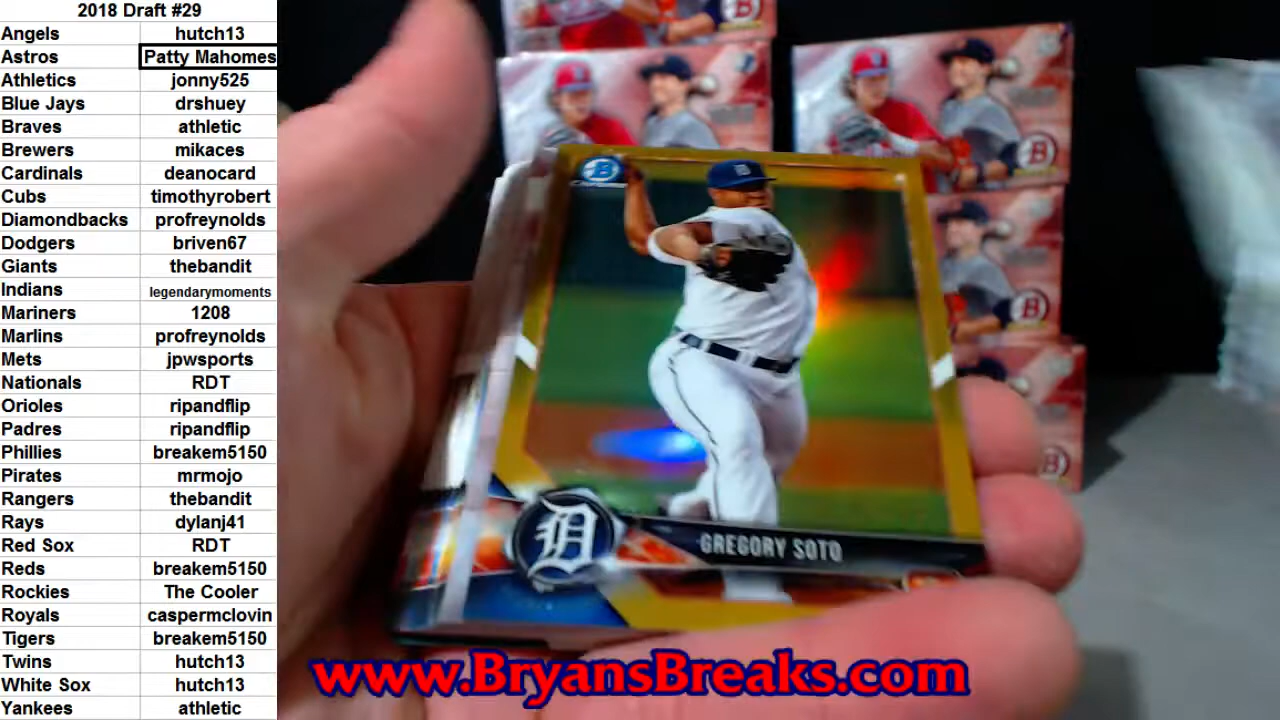 2018 Draft #29
Angels hutch13
Astros Patty Mahomes
Athletics jonny525
Blue Jays drshuey
Braves athletic
Brewers mikaces
Cardinals deanocard
Cubs timothyrobert
Diamondbacks profreynolds
Dodgers briven67
Giants thebandit
Indians legendarymoments
Mariners 1208
Marlins profreynolds
Mets jpwsports
Nationals RDT
Orioles ripandflip
Padres ripandflip
Phillies breakem5150
Pirates mrmojo
Rangers thebandit
Rays dylanj41
Red Sox RDT
Reds breakem5150
Rockies The Cooler
Royals caspermclovin
Tigers breakem5150
Twins hutch13
White Sox hutch13
Yankees athletic
B
D
D
GREGORY SOTO
B
B
B
B
www.BryansBreaks.com